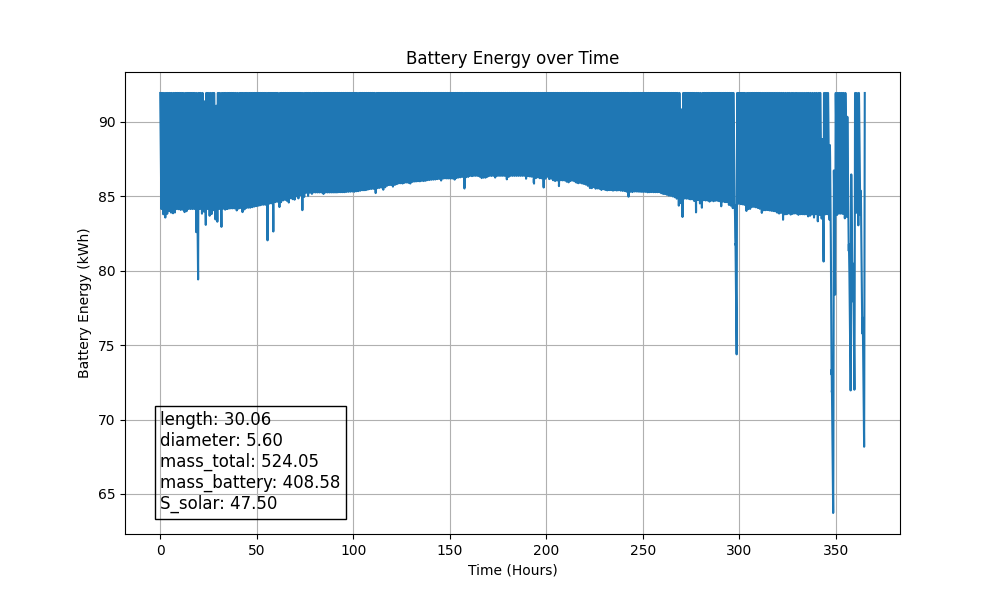 Battery Energy over Time
Battery Energy (kWh)
90
85
80
75
70
65
length: 30.06
diameter: 5.60
mass_total: 524.05
mass_battery: 408.58
S_solar: 47.50
0 50 100 150 200 250 300 350
Time (Hours)